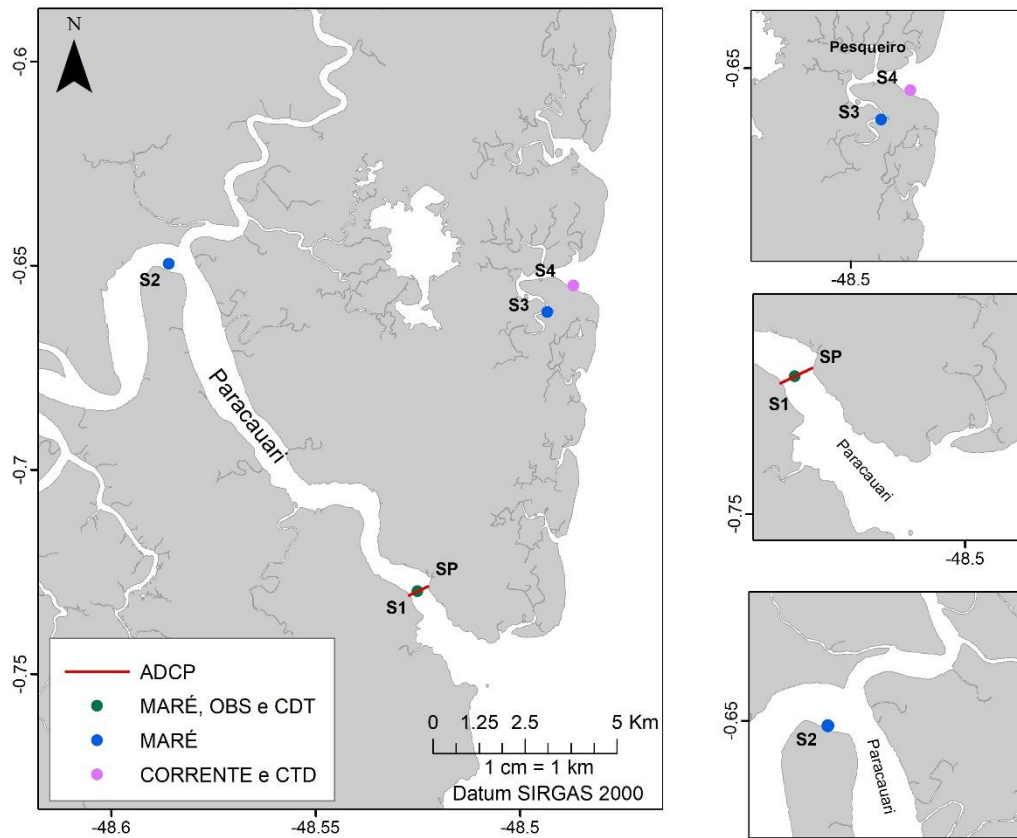 N
-0.6
-0.65
-0.7
-0.75
S2
S4
S3
Paracauari
SP
S1
ADCP
MARÉ, OBS e CDT
MARÉ
CORRENTE e CTD
0 1.25 2.5 5 Km
1 cm = 1 km
Datum SIRGAS 2000
-48.6 -48.55 -48.5
Pesqueiro
-0.65
S4
S3
-48.5
SP
S1
Paracauari
-0.75
-48.5
-0.65
S2
Paracauari